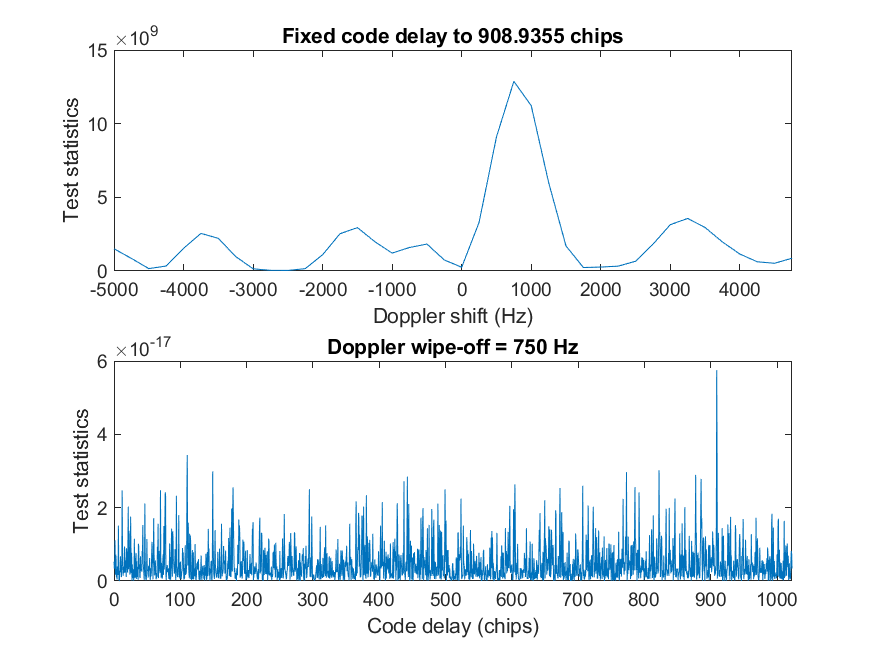 ×10^9
Fixed code delay to 908.9355 chips
15
10
5
0
Test statistics
-5000 -4000 -3000 -2000 -1000 0 1000 2000 3000 4000
Doppler shift (Hz)
×10^-17
Doppler wipe-off = 750 Hz
6
4
2
0
Test statistics
0 100 200 300 400 500 600 700 800 900 1000
Code delay (chips)